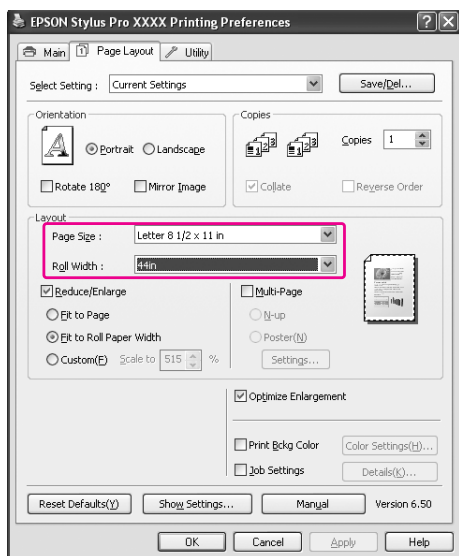 EPSON Stylus Pro XXXX Printing Preferences
Main Page Layout Utility
Select Setting : Current Settings Save/Del...
Orientation
Portrait Landscape
Rotate 180° Mirror Image
Copies
Copies 1
Collate Reverse Order
Layout
Page Size : Letter 8 1/2 x 11 in
Roll Width : 44in
Reduce/Enlarge
Fit to Page
Fit to Roll Paper Width
Custom(F) Scale to 515 %
Multi-Page
N-up
Poster(N)
Settings...
Optimize Enlargement
Print Bckg Color Color Settings(H)...
Job Settings Details(K)...
Reset Defaults(Y) Show Settings... Manual Version 6.50
OK Cancel Apply Help